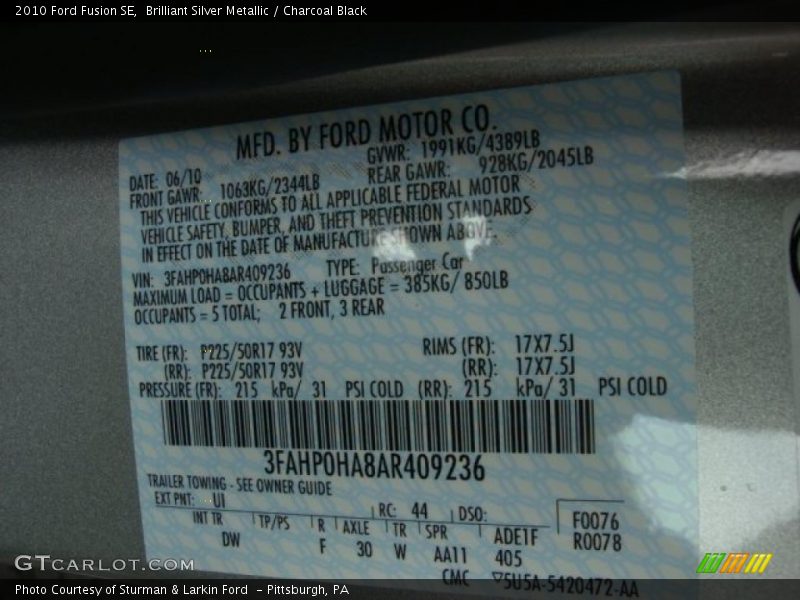 2010 Ford Fusion SE, Brilliant Silver Metallic / Charcoal Black
MFD. BY FORD MOTOR CO.
DATE: 06/10 GVWR: 1991KG/4389LB
FRONT GAWR: 1063KG/2344LB REAR GAWR: 928KG/2045LB
THIS VEHICLE CONFORMS TO ALL APPLICABLE FEDERAL MOTOR
VEHICLE SAFETY, BUMPER, AND THEFT PREVENTION STANDARDS
IN EFFECT ON THE DATE OF MANUFACTURE SHOWN ABOVE.
VIN: 3FAHP0HA8AR409236 TYPE: Passenger Car
MAXIMUM LOAD = OCCUPANTS + LUGGAGE = 385KG/ 850LB
OCCUPANTS = 5 TOTAL; 2 FRONT, 3 REAR
TIRE (FR): P225/50R17 93V RIMS (FR): 17X7.5J
(RR): P225/50R17 93V (RR): 17X7.5J
PRESSURE (FR): 215 kPa/ 31 PSI COLD (RR): 215 kPa/ 31 PSI COLD
3FAHP0HA8AR409236
TRAILER TOWING - SEE OWNER GUIDE
EXT PNT: UI RC: 44 DSO: F0076
INT TR TP/PS R AXLE TR SPR ADE1F R0078
DW F 30 W AA11 405
CMC ▽5U5A-5420472-AA
GTCARLOT.COM
Photo Courtesy of Sturman & Larkin Ford - Pittsburgh, PA